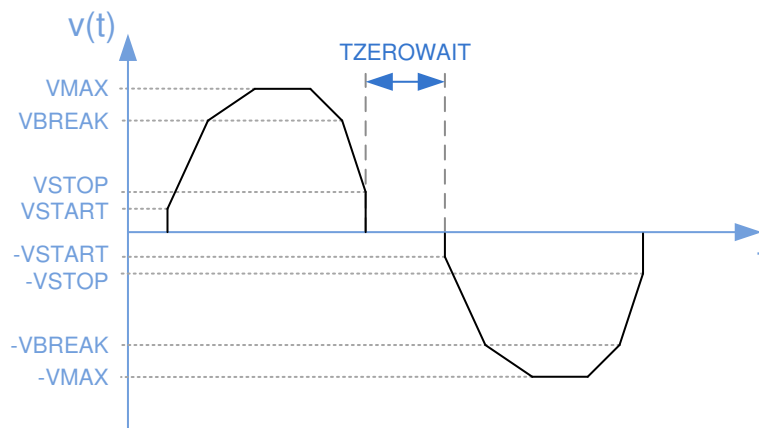 v(t)
TZEROWAIT
VMAX
VBREAK
VSTOP
VSTART
-VSTART
-VSTOP
-VBREAK
-VMAX